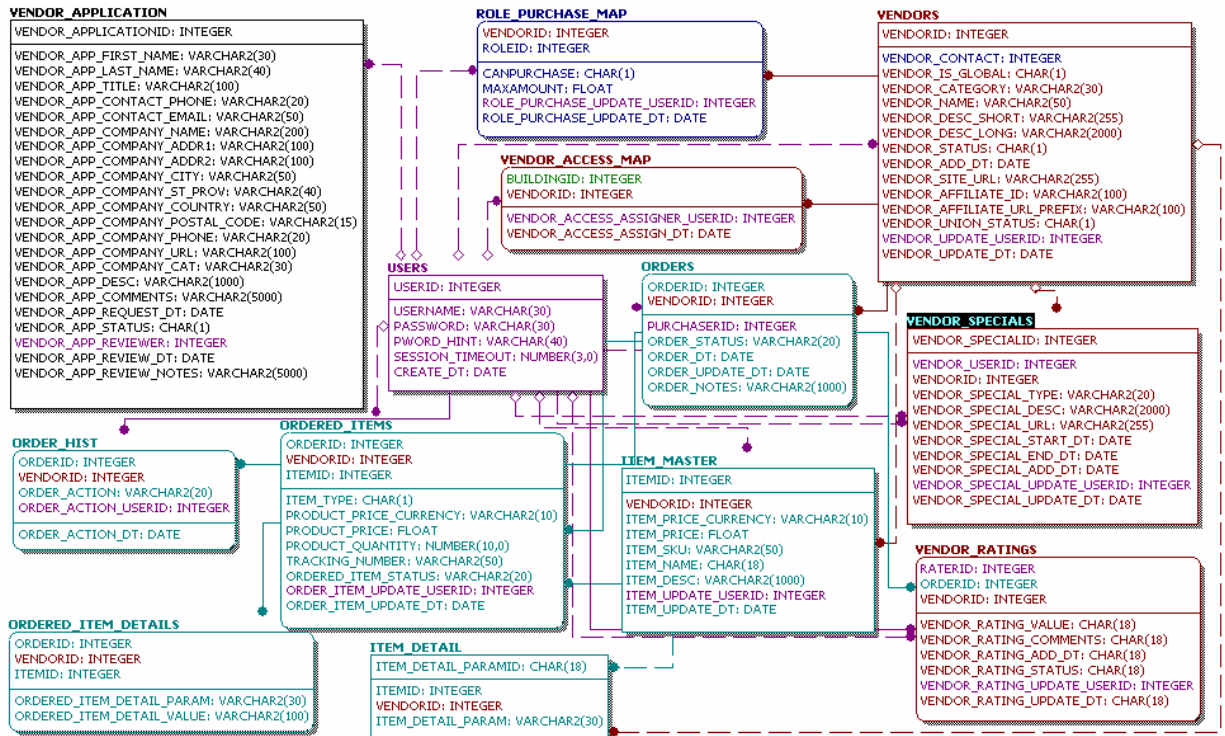 VENDOR_APPLICATION
VENDOR_APPLICATIONID: INTEGER
VENDOR_APP_FIRST_NAME: VARCHAR2(30)
VENDOR_APP_LAST_NAME: VARCHAR2(40)
VENDOR_APP_TITLE: VARCHAR2(100)
VENDOR_APP_CONTACT_PHONE: VARCHAR2(20)
VENDOR_APP_CONTACT_EMAIL: VARCHAR2(50)
VENDOR_APP_COMPANY_NAME: VARCHAR2(200)
VENDOR_APP_COMPANY_ADDR1: VARCHAR2(100)
VENDOR_APP_COMPANY_ADDR2: VARCHAR2(100)
VENDOR_APP_COMPANY_CITY: VARCHAR2(50)
VENDOR_APP_COMPANY_ST_PROV: VARCHAR2(40)
VENDOR_APP_COMPANY_COUNTRY: VARCHAR2(50)
VENDOR_APP_COMPANY_POSTAL_CODE: VARCHAR2(15)
VENDOR_APP_COMPANY_PHONE: VARCHAR2(20)
VENDOR_APP_COMPANY_URL: VARCHAR2(100)
VENDOR_APP_COMPANY_CAT: VARCHAR2(30)
VENDOR_APP_DESC: VARCHAR2(1000)
VENDOR_APP_COMMENTS: VARCHAR2(5000)
VENDOR_APP_REQUEST_DT: DATE
VENDOR_APP_STATUS: CHAR(1)
VENDOR_APP_REVIEWER: INTEGER
VENDOR_APP_REVIEW_DT: DATE
VENDOR_APP_REVIEW_NOTES: VARCHAR2(5000)
ROLE_PURCHASE_MAP
VENDORID: INTEGER
ROLEID: INTEGER
CANPURCHASE: CHAR(1)
MAXAMOUNT: FLOAT
ROLE_PURCHASE_UPDATE_USERID: INTEGER
ROLE_PURCHASE_UPDATE_DT: DATE
VENDORS
VENDORID: INTEGER
VENDOR_CONTACT: INTEGER
VENDOR_IS_GLOBAL: CHAR(1)
VENDOR_CATEGORY: VARCHAR2(30)
VENDOR_NAME: VARCHAR2(50)
VENDOR_DESC_SHORT: VARCHAR2(255)
VENDOR_DESC_LONG: VARCHAR2(2000)
VENDOR_STATUS: CHAR(1)
VENDOR_ADD_DT: DATE
VENDOR_SITE_URL: VARCHAR2(255)
VENDOR_AFFILIATE_ID: VARCHAR2(100)
VENDOR_AFFILIATE_URL_PREFIX: VARCHAR2(100)
VENDOR_UNION_STATUS: CHAR(1)
VENDOR_UPDATE_USERID: INTEGER
VENDOR_UPDATE_DT: DATE
VENDOR_ACCESS_MAP
BUILDINGID: INTEGER
VENDORID: INTEGER
VENDOR_ACCESS_ASSIGNER_USERID: INTEGER
VENDOR_ACCESS_ASSIGN_DT: DATE
USERS
USERID: INTEGER
USERNAME: VARCHAR(30)
PASSWORD: VARCHAR(30)
PWORD_HINT: VARCHAR(40)
SESSION_TIMEOUT: NUMBER(3,0)
CREATE_DT: DATE
ORDERS
ORDERID: INTEGER
VENDORID: INTEGER
PURCHASERID: INTEGER
ORDER_STATUS: VARCHAR2(20)
ORDER_DT: DATE
ORDER_UPDATE_DT: DATE
ORDER_NOTES: VARCHAR2(1000)
VENDOR_SPECIALS
VENDOR_SPECIALID: INTEGER
VENDOR_USERID: INTEGER
VENDORID: INTEGER
VENDOR_SPECIAL_TYPE: VARCHAR2(20)
VENDOR_SPECIAL_DESC: VARCHAR2(2000)
VENDOR_SPECIAL_URL: VARCHAR2(255)
VENDOR_SPECIAL_START_DT: DATE
VENDOR_SPECIAL_END_DT: DATE
VENDOR_SPECIAL_ADD_DT: DATE
VENDOR_SPECIAL_UPDATE_USERID: INTEGER
VENDOR_SPECIAL_UPDATE_DT: DATE
ORDER_HIST
ORDERID: INTEGER
VENDORID: INTEGER
ORDER_ACTION: VARCHAR2(20)
ORDER_ACTION_USERID: INTEGER
ORDER_ACTION_DT: DATE
ORDERED_ITEMS
ORDERID: INTEGER
VENDORID: INTEGER
ITEMID: INTEGER
ITEM_TYPE: CHAR(1)
PRODUCT_PRICE_CURRENCY: VARCHAR2(10)
PRODUCT_PRICE: FLOAT
PRODUCT_QUANTITY: NUMBER(10,0)
TRACKING_NUMBER: VARCHAR2(50)
ORDERED_ITEM_STATUS: VARCHAR2(20)
ORDER_ITEM_UPDATE_USERID: INTEGER
ORDER_ITEM_UPDATE_DT: DATE
ITEM_MASTER
ITEMID: INTEGER
VENDORID: INTEGER
ITEM_PRICE_CURRENCY: VARCHAR2(10)
ITEM_PRICE: FLOAT
ITEM_SKU: VARCHAR2(50)
ITEM_NAME: CHAR(18)
ITEM_DESC: VARCHAR2(1000)
ITEM_UPDATE_USERID: INTEGER
ITEM_UPDATE_DT: DATE
VENDOR_RATINGS
RATERID: INTEGER
ORDERID: INTEGER
VENDORID: INTEGER
VENDOR_RATING_VALUE: CHAR(18)
VENDOR_RATING_COMMENTS: CHAR(18)
VENDOR_RATING_ADD_DT: CHAR(18)
VENDOR_RATING_STATUS: CHAR(18)
VENDOR_RATING_UPDATE_USERID: INTEGER
VENDOR_RATING_UPDATE_DT: CHAR(18)
ORDERED_ITEM_DETAILS
ORDERID: INTEGER
VENDORID: INTEGER
ITEMID: INTEGER
ORDERED_ITEM_DETAIL_PARAM: VARCHAR2(30)
ORDERED_ITEM_DETAIL_VALUE: VARCHAR2(100)
ITEM_DETAIL
ITEM_DETAIL_PARAMID: CHAR(18)
ITEMID: INTEGER
VENDORID: INTEGER
ITEM_DETAIL_PARAM: VARCHAR2(30)